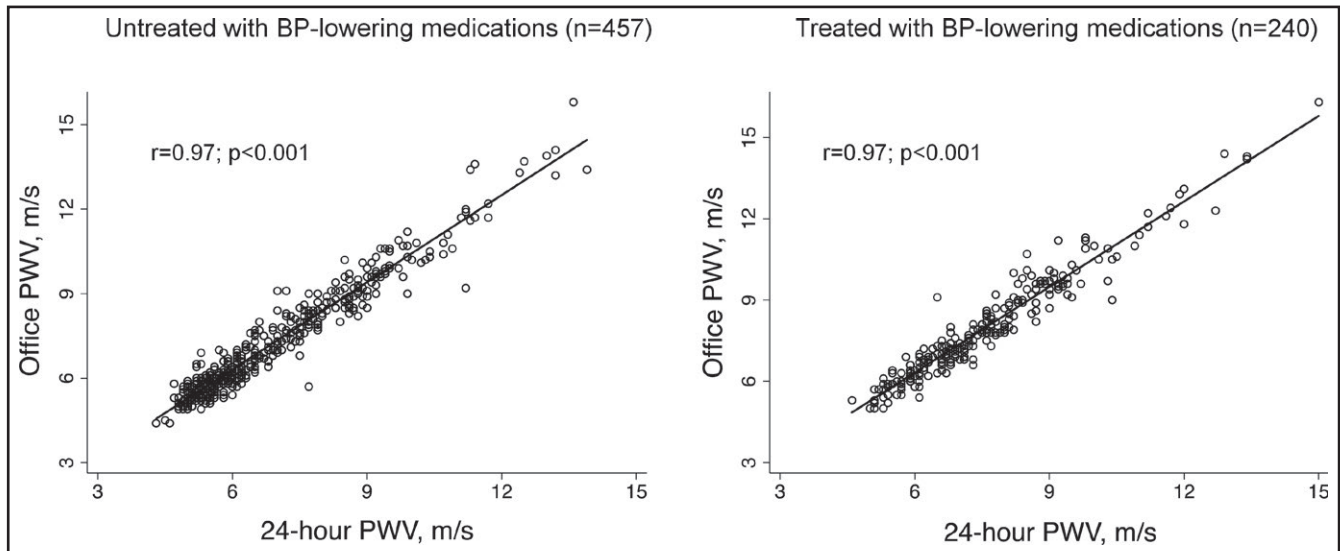 Untreated with BP-lowering medications (n=457)
r=0.97; p<0.001
Office PWV, m/s
15
12
9
6
3
3 6 9 12 15
24-hour PWV, m/s
Treated with BP-lowering medications (n=240)
r=0.97; p<0.001
Office PWV, m/s
15
12
9
6
3
3 6 9 12 15
24-hour PWV, m/s